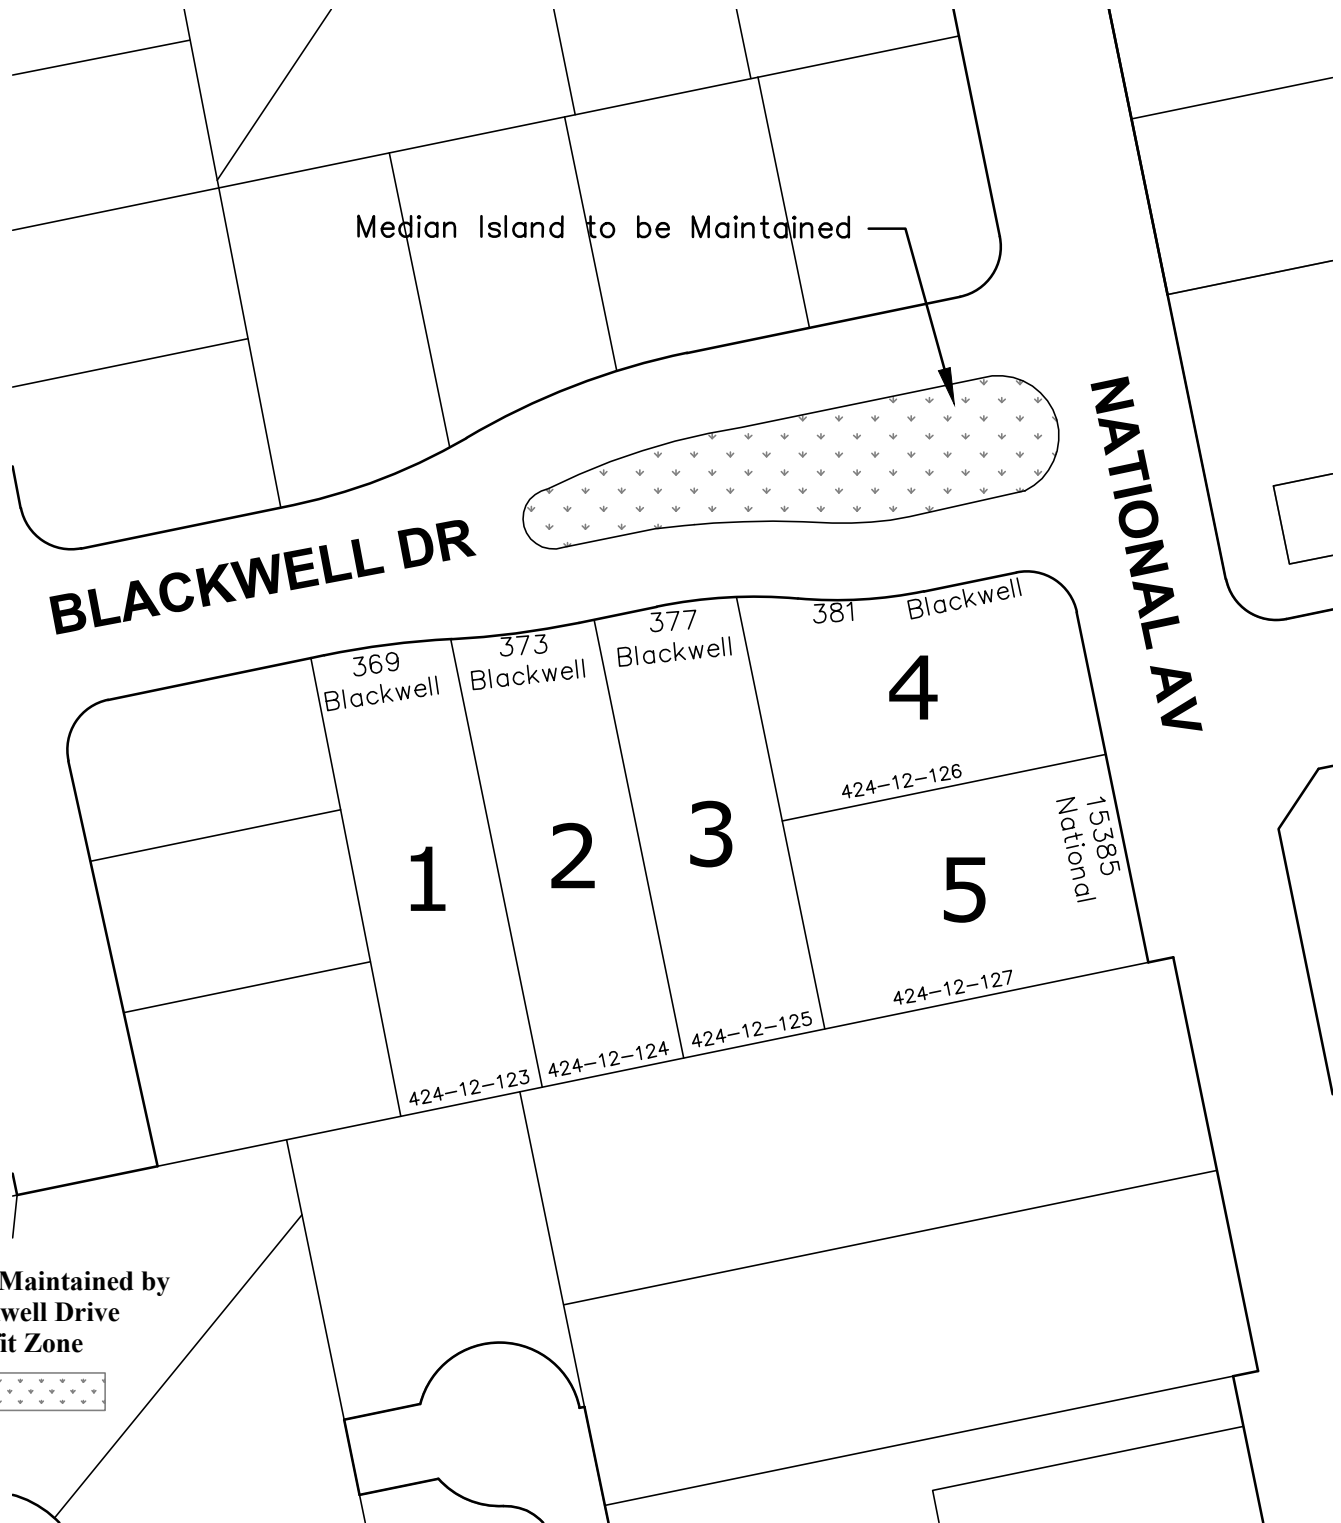 Median Island to be Maintained
BLACKWELL DR
NATIONAL AV
369
Blackwell
373
Blackwell
377
Blackwell
381 Blackwell
4
424-12-126
15385
National
1
2
3
5
424-12-123
424-12-124
424-12-125
424-12-127
Maintained by
well Drive
it Zone